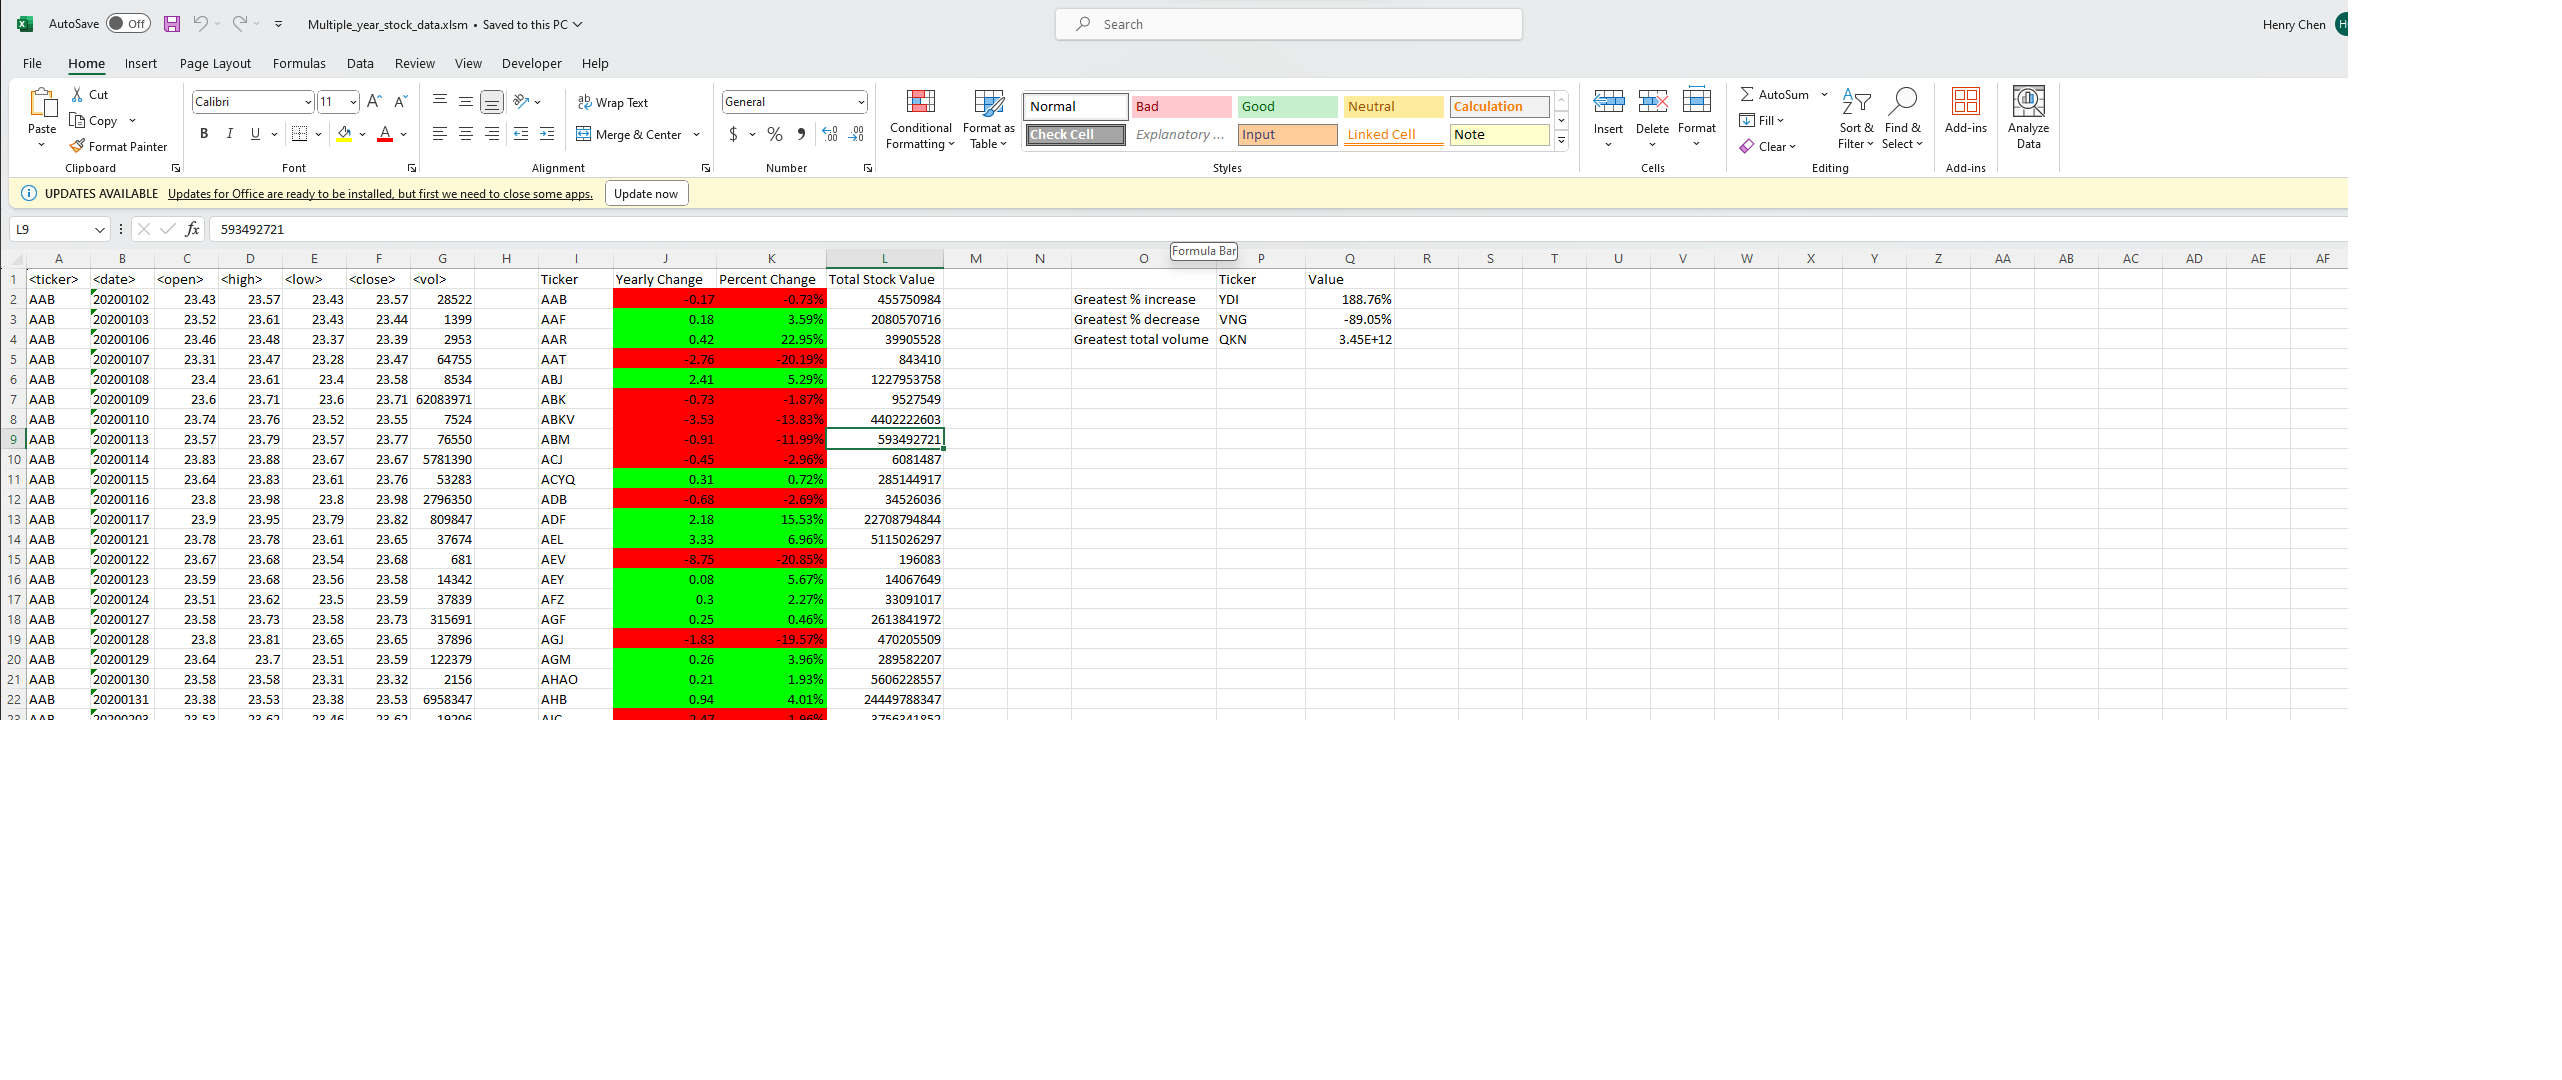 AutoSave Off Multiple_year_stock_data.xlsm • Saved to this PC Search Henry Chen
File Home Insert Page Layout Formulas Data Review View Developer Help
Paste Cut Copy Format Painter Clipboard
Calibri 11 A A B I U A Font
ab Wrap Text Merge & Center Alignment
General $ % 9 .00 Number
Conditional Formatting Format as Table
Normal Bad Good Neutral Calculation
Check Cell Explanatory ... Input Linked Cell Note
Styles
Insert Delete Format Cells
AutoSum Fill Clear Sort & Filter Find & Select Editing
Add-ins Add-ins
Analyze Data
UPDATES AVAILABLE Updates for Office are ready to be installed, but first we need to close some apps. Update now
L9 fx 593492721
Formula Bar
A B C D E F G H I J K L M N O P Q R S T U V W X Y Z AA AB AC AD AE AF
1 <ticker> <date> <open> <high> <low> <close> <vol> Ticker Yearly Change Percent Change Total Stock Value Ticker Value
2 AAB 20200102 23.43 23.57 23.43 23.57 28522 AAB -0.17 -0.73% 455750984 Greatest % increase YDI 188.76%
3 AAB 20200103 23.52 23.61 23.43 23.44 1399 AAF 0.18 3.59% 2080570716 Greatest % decrease VNG -89.05%
4 AAB 20200106 23.46 23.48 23.37 23.39 2953 AAR 0.42 22.95% 39905528 Greatest total volume QKN 3.45E+12
5 AAB 20200107 23.31 23.47 23.28 23.47 64755 AAT -2.76 -20.19% 843410
6 AAB 20200108 23.4 23.61 23.4 23.58 8534 ABJ 2.41 5.29% 1227953758
7 AAB 20200109 23.6 23.71 23.6 23.71 62083971 ABK -0.73 -1.87% 9527549
8 AAB 20200110 23.74 23.76 23.52 23.55 7524 ABKV -3.53 -13.83% 4402222603
9 AAB 20200113 23.57 23.79 23.57 23.77 76550 ABM -0.91 -11.99% 593492721
10 AAB 20200114 23.83 23.88 23.67 23.67 5781390 ACJ -0.45 -2.96% 6081487
11 AAB 20200115 23.64 23.83 23.61 23.76 53283 ACYQ 0.31 0.72% 285144917
12 AAB 20200116 23.8 23.98 23.8 23.98 2796350 ADB -0.68 -2.69% 34526036
13 AAB 20200117 23.9 23.95 23.79 23.82 809847 ADF 2.18 15.53% 22708794844
14 AAB 20200121 23.78 23.78 23.61 23.65 37674 AEL 3.33 6.96% 5115026297
15 AAB 20200122 23.67 23.68 23.54 23.68 681 AEV -8.75 -20.85% 196083
16 AAB 20200123 23.59 23.68 23.56 23.58 14342 AEY 0.08 5.67% 14067649
17 AAB 20200124 23.51 23.62 23.5 23.59 37839 AFZ 0.3 2.27% 33091017
18 AAB 20200127 23.58 23.73 23.58 23.73 315691 AGF 0.25 0.46% 2613841972
19 AAB 20200128 23.8 23.81 23.65 23.65 37896 AGJ -1.83 -19.57% 470205509
20 AAB 20200129 23.64 23.7 23.51 23.59 122379 AGM 0.26 3.96% 289582207
21 AAB 20200130 23.58 23.58 23.31 23.32 2156 AHAO 0.21 1.93% 5606228557
22 AAB 20200131 23.38 23.53 23.38 23.53 6958347 AHB 0.94 4.01% 24449788347